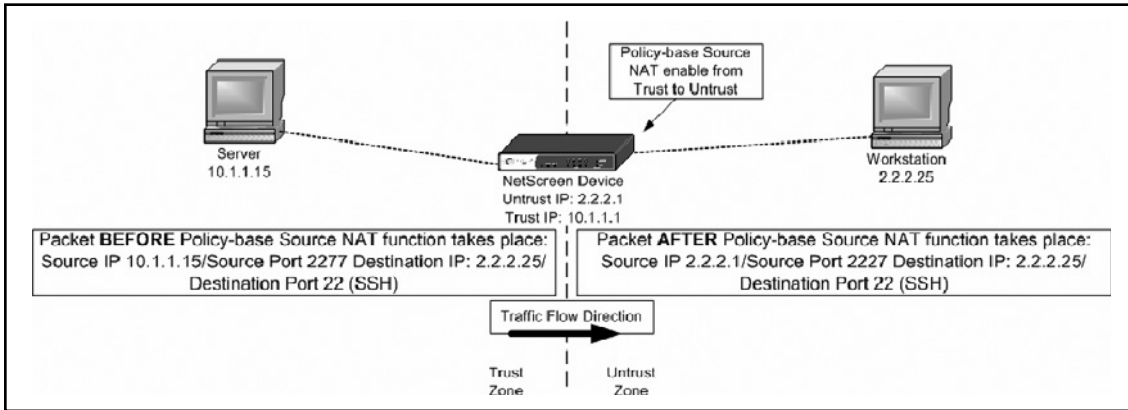 Policy-base Source
NAT enable from
Trust to Untrust
Server
10.1.1.15
NetScreen Device
Untrust IP: 2.2.2.1
Trust IP: 10.1.1.1
Workstation
2.2.2.25
Packet BEFORE Policy-base Source NAT function takes place:
Source IP 10.1.1.15/Source Port 2277 Destination IP: 2.2.2.25/
Destination Port 22 (SSH)
Packet AFTER Policy-base Source NAT function takes place:
Source IP 2.2.2.1/Source Port 2227 Destination IP: 2.2.2.25/
Destination Port 22 (SSH)
Traffic Flow Direction
Trust
Zone
Untrust
Zone